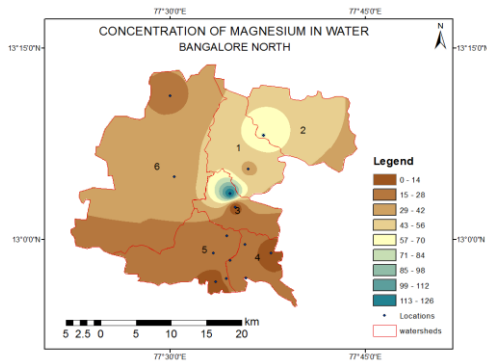 77°30'0"E
77°45'0"E
CONCENTRATION OF MAGNESIUM IN WATER
BANGALORE NORTH
N
13°15'0"N
13°15'0"N
2
1
6
3
5
4
Legend
0 - 14
15 - 28
29 - 42
43 - 56
57 - 70
71 - 84
85 - 98
99 - 112
113 - 126
Locations
watersheds
13°0'0"N
13°0'0"N
km
5 2.5 0 5 10 15 20
77°30'0"E
77°45'0"E